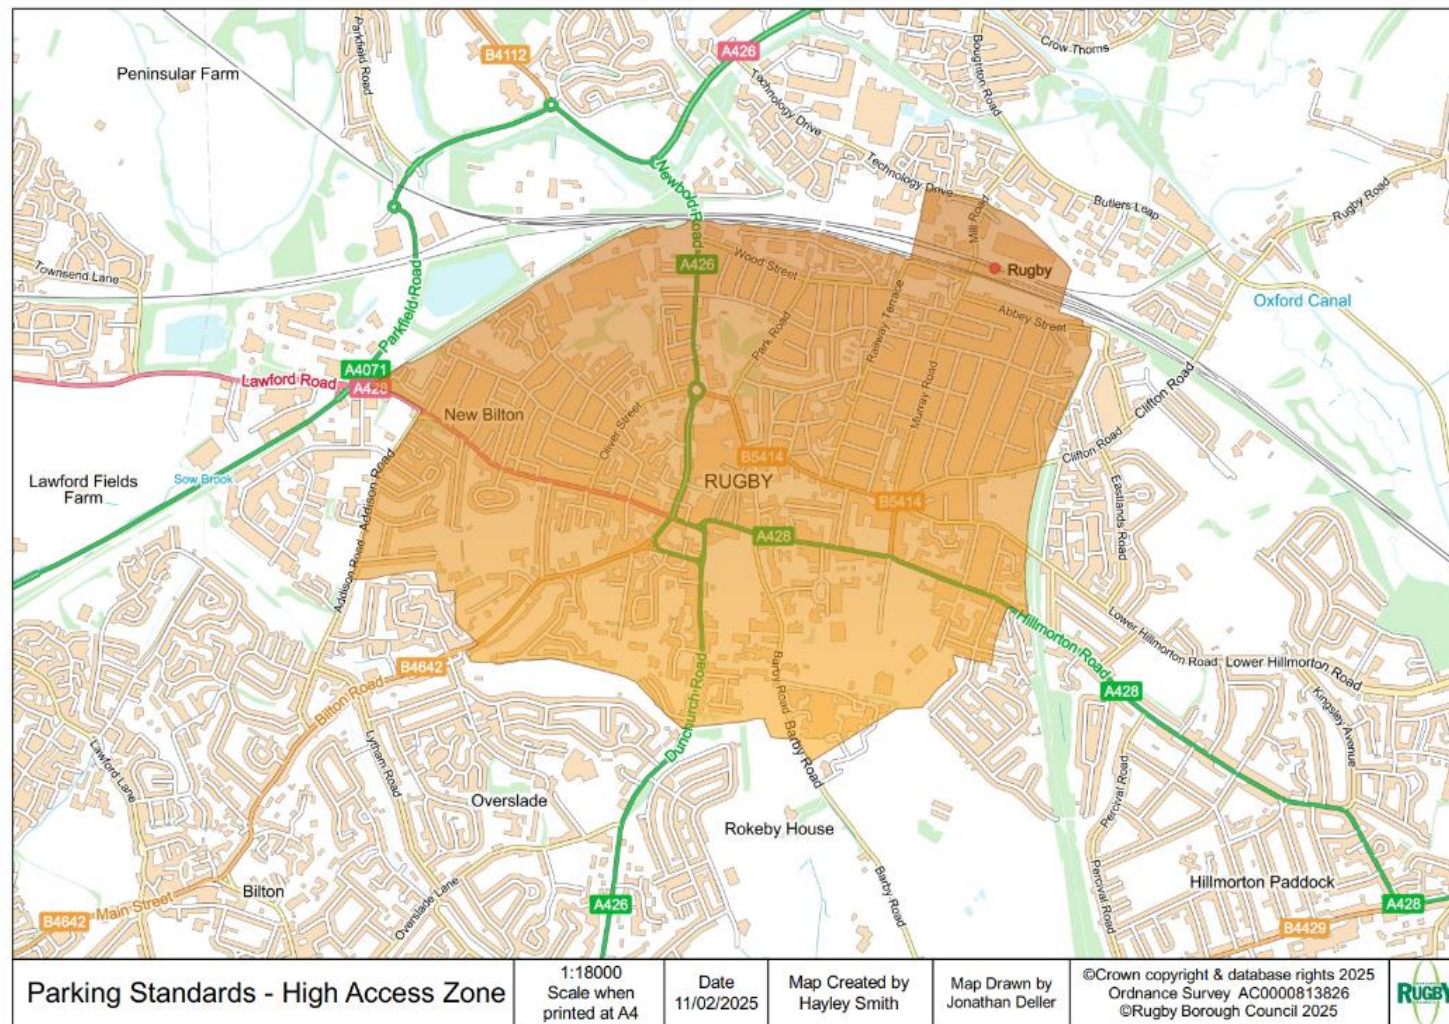 Peninsular Farm
Parkfield Road
B4112
A426
Technology Drive
Boughton Road
Crow Thorns
Technology Drive
Butlers Leap
Rugby Road
Newbold Road
Mill Road
Townsend Lane
Parkfield Road
A426
Wood Street
Rugby
Oxford Canal
Railway Terrace
Abbey Street
Park Road
A4071
Lawford Road
A428
New Bilton
Oliver Street
Murray Road
Clifton Road
B5414
Clifton Road
Lawford Fields
Farm
Sow Brook
Addison Road
RUGBY
B5414
Eastlands Road
A428
Addison Road
Hillmorton Road
Lower Hillmorton Road
Lower Hillmorton Road
B4642
Bilton Road
Dunchurch Road
Barby Road
A428
Kingsley Avenue
Lawford Lane
Lytham Road
Barby Road
Overslade
Percival Road
Rokeby House
Bilton
Main Street
B4642
Overslade Lane
A426
Barby Road
Percival Road
Hillmorton Paddock
A428
B4429
Parking Standards - High Access Zone
1:18000
Scale when
printed at A4
Date
11/02/2025
Map Created by
Hayley Smith
Map Drawn by
Jonathan Deller
©Crown copyright & database rights 2025
Ordnance Survey AC0000813826
©Rugby Borough Council 2025
RUGBY